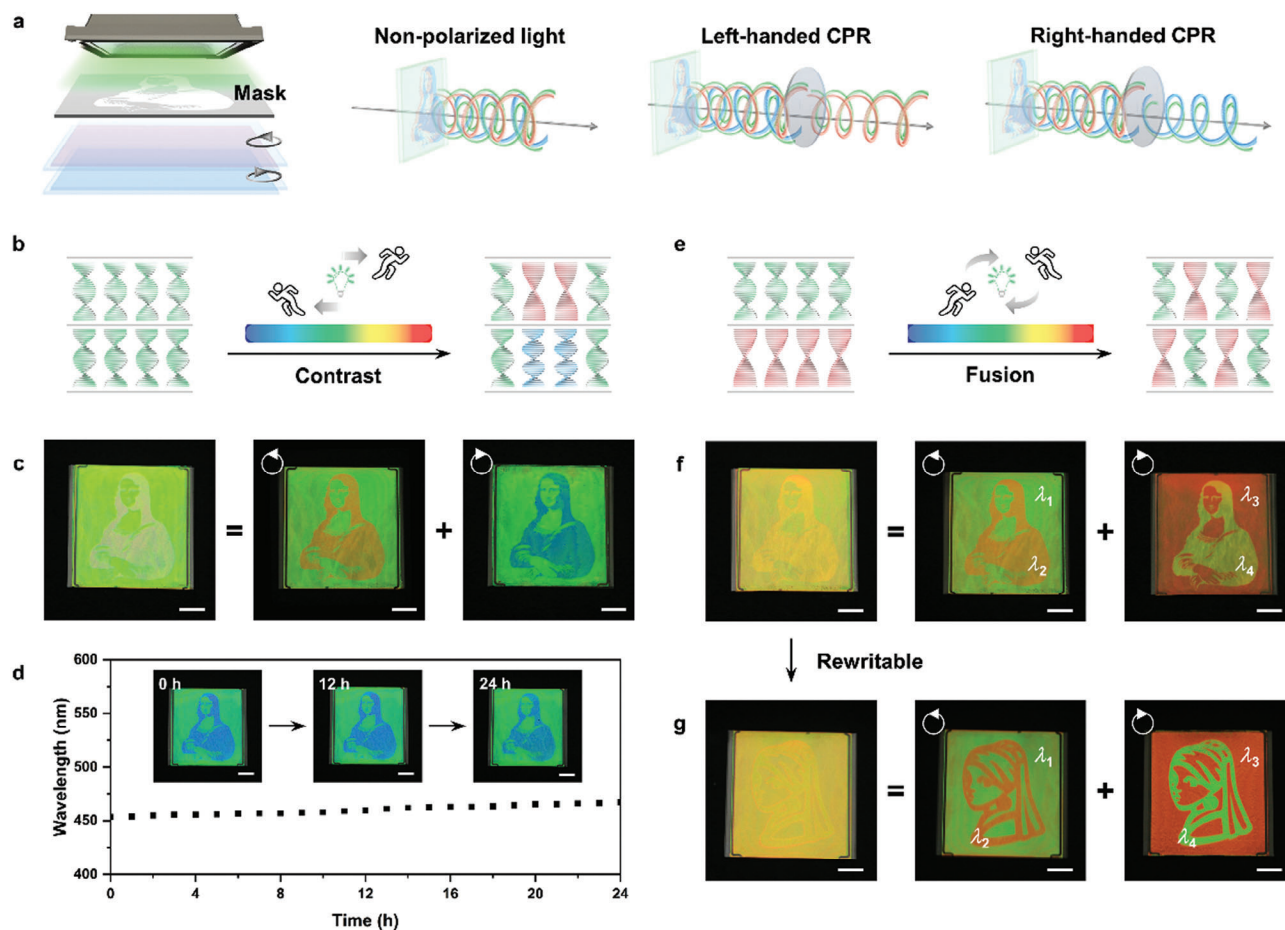 a
Mask
Non-polarized light
Left-handed CPR
Right-handed CPR
b
Contrast
e
Fusion
c
=
+
f
λ1
λ2
=
+
λ3
λ4
Rewritable
d
Wavelength (nm)
600
550
500
450
400
0 h
12 h
24 h
0
4
8
12
16
20
24
Time (h)
g
=
λ1
λ2
+
λ3
λ4